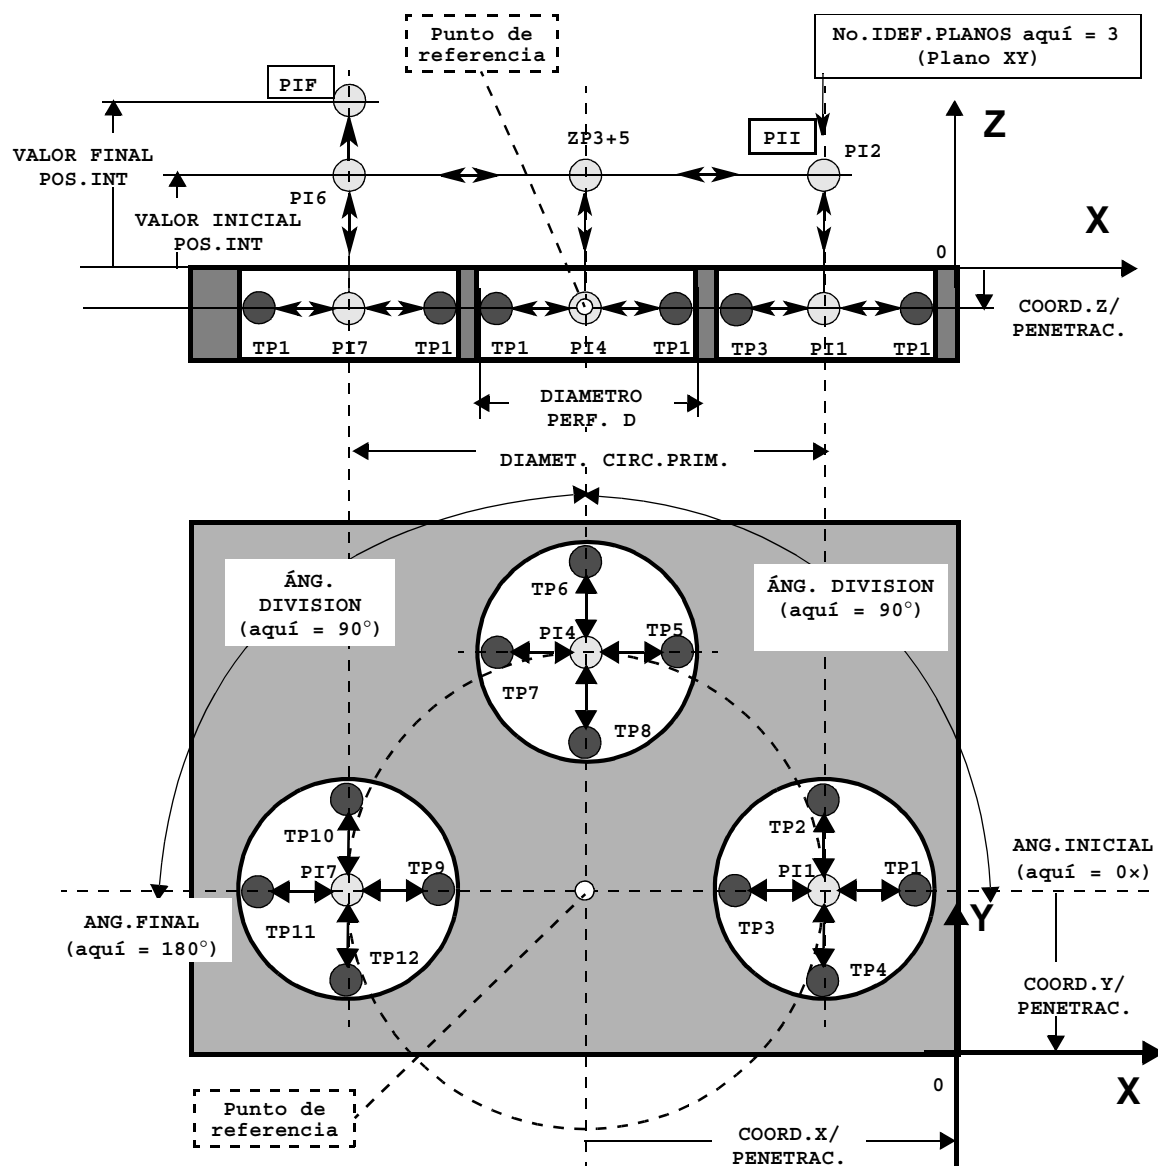 Punto de
referencia
No.IDEF.PLANOS aquí = 3
(Plano XY)
PIF
Z
ZP3+5
PII
PI2
VALOR FINAL
POS.INT
PI6
VALOR INICIAL
POS.INT
X
0
COORD.Z/
PENETRAC.
TP1
PI7
TP1
TP1
PI4
TP1
TP3
PI1
TP1
DIAMETRO
PERF. D
DIAMET. CIRC.PRIM.
ÁNG.
DIVISION
(aquí = 90°)
ÁNG. DIVISION
(aquí = 90°)
TP6
PI4
TP5
TP7
TP8
TP10
PI7
TP9
TP11
TP12
TP2
PI1
TP1
TP3
TP4
ANG.INICIAL
(aquí = 0×)
ANG.FINAL
(aquí = 180°)
Y
COORD.Y/
PENETRAC.
0
X
Punto de
referencia
COORD.X/
PENETRAC.